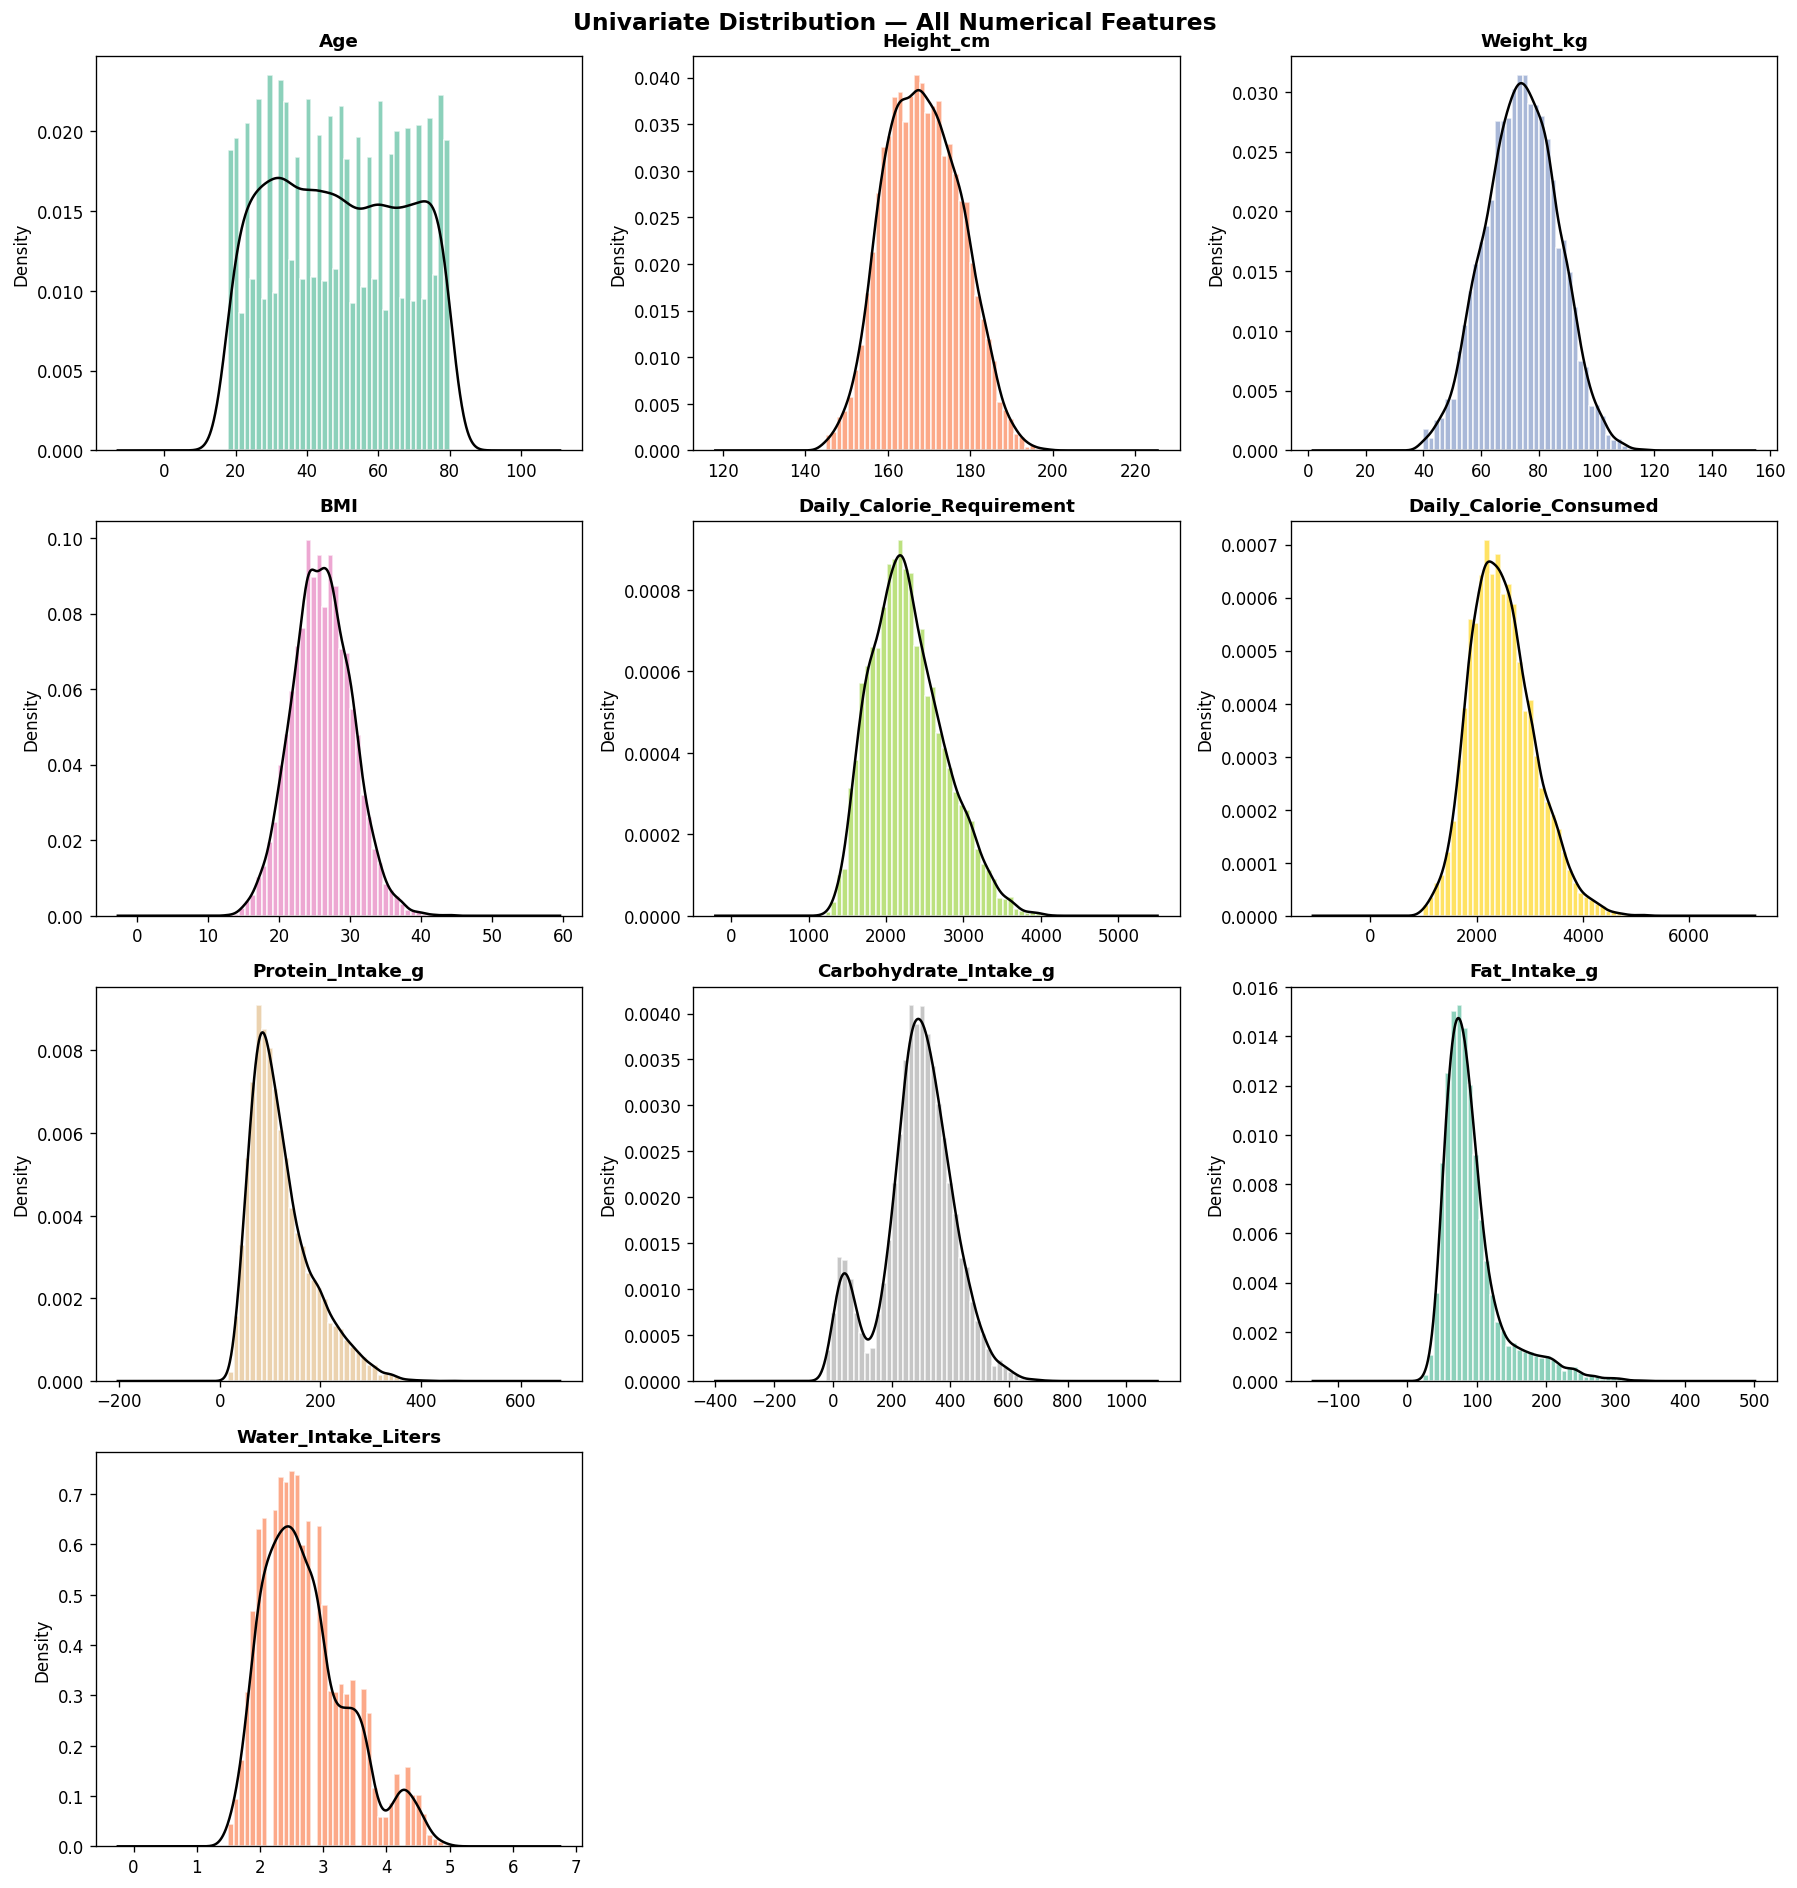 Univariate Distribution — All Numerical Features
Age
Density
0.000
0.005
0.010
0.015
0.020
0 20 40 60 80 100
Height_cm
Density
0.000
0.005
0.010
0.015
0.020
0.025
0.030
0.035
0.040
120 140 160 180 200 220
Weight_kg
Density
0.000
0.005
0.010
0.015
0.020
0.025
0.030
0 20 40 60 80 100 120 140 160
BMI
Density
0.00
0.02
0.04
0.06
0.08
0.10
0 10 20 30 40 50 60
Daily_Calorie_Requirement
Density
0.0000
0.0002
0.0004
0.0006
0.0008
0 1000 2000 3000 4000 5000
Daily_Calorie_Consumed
Density
0.0000
0.0001
0.0002
0.0003
0.0004
0.0005
0.0006
0.0007
0 2000 4000 6000
Protein_Intake_g
Density
0.000
0.002
0.004
0.006
0.008
−200 0 200 400 600
Carbohydrate_Intake_g
Density
0.0000
0.0005
0.0010
0.0015
0.0020
0.0025
0.0030
0.0035
0.0040
−400 −200 0 200 400 600 800 1000
Fat_Intake_g
Density
0.000
0.002
0.004
0.006
0.008
0.010
0.012
0.014
0.016
−100 0 100 200 300 400 500
Water_Intake_Liters
Density
0.0
0.1
0.2
0.3
0.4
0.5
0.6
0.7
0 1 2 3 4 5 6 7